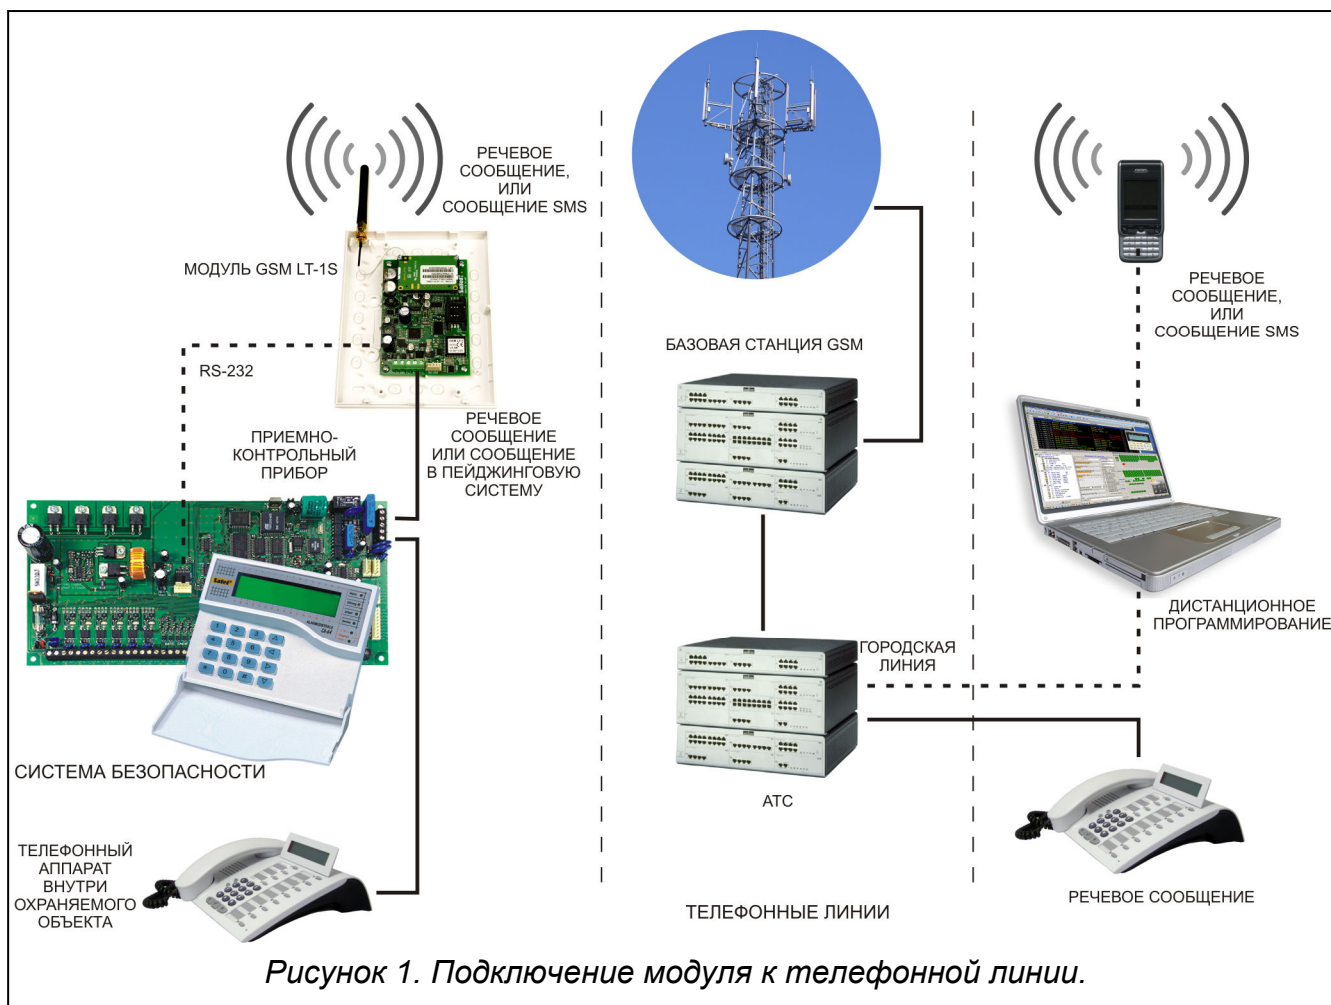 РЕЧЕВОЕ
СООБЩЕНИЕ,
ИЛИ
СООБЩЕНИЕ SMS
МОДУЛЬ GSM LT-1S
RS-232
ПРИЕМНО-
КОНТРОЛЬНЫЙ
ПРИБОР
РЕЧЕВОЕ
СООБЩЕНИЕ
ИЛИ СООБЩЕНИЕ
В ПЕЙДЖИНГОВУЮ
СИСТЕМУ
Satel
СИСТЕМА БЕЗОПАСНОСТИ
ТЕЛЕФОННЫЙ
АППАРАТ
ВНУТРИ
ОХРАНЯЕМОГО
ОБЪЕКТА
БАЗОВАЯ СТАНЦИЯ GSM
ГОРОДСКАЯ
ЛИНИЯ
АТС
ТЕЛЕФОННЫЕ ЛИНИИ
РЕЧЕВОЕ
СООБЩЕНИЕ,
ИЛИ
СООБЩЕНИЕ SMS
ДИСТАНЦИОННОЕ
ПРОГРАММИРОВАНИЕ
РЕЧЕВОЕ СООБЩЕНИЕ
Рисунок 1. Подключение модуля к телефонной линии.